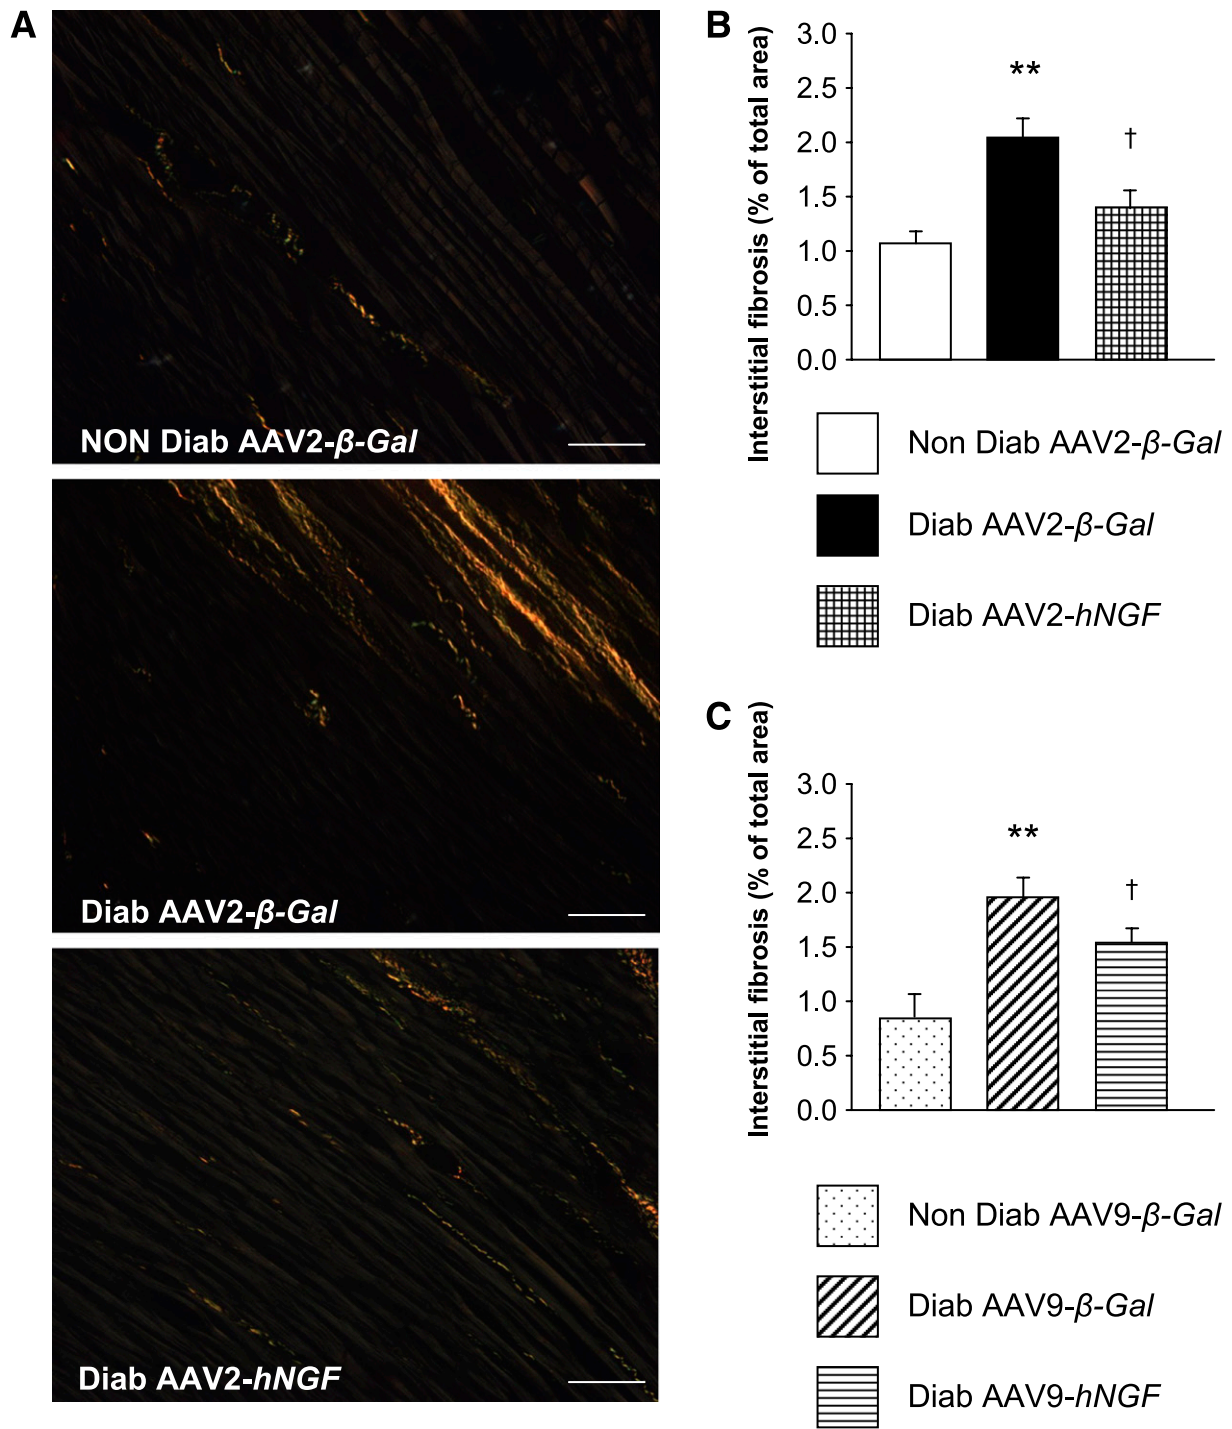 A
NON Diab AAV2-β-Gal
Diab AAV2-β-Gal
Diab AAV2-hNGF
B
Interstitial fibrosis (% of total area)
3.0
2.5
2.0
1.5
1.0
0.5
0.0
**
†
Non Diab AAV2-β-Gal
Diab AAV2-β-Gal
Diab AAV2-hNGF
C
Interstitial fibrosis (% of total area)
3.0
2.5
2.0
1.5
1.0
0.5
0.0
**
†
Non Diab AAV9-β-Gal
Diab AAV9-β-Gal
Diab AAV9-hNGF